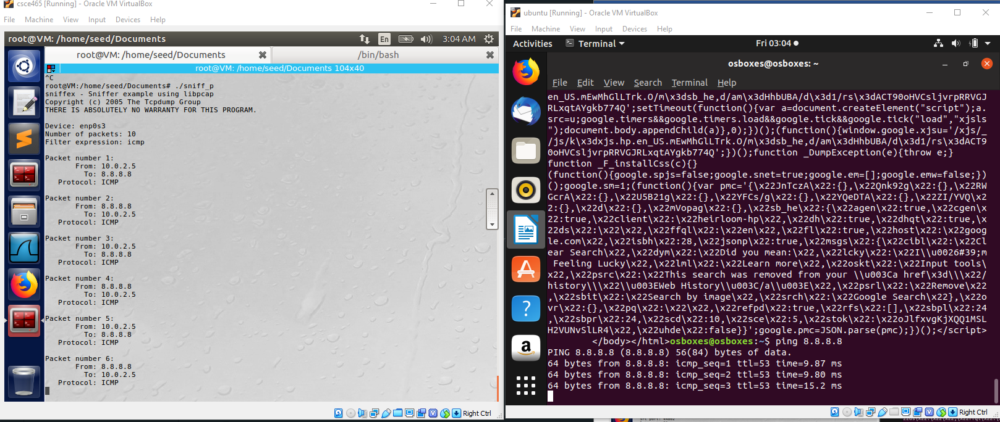 csce465 [Running] - Oracle VM VirtualBox
File Machine View Input Devices Help
root@VM: /home/seed/Documents
En
3:04 AM
root@VM: /home/seed/Documents
/bin/bash
root@VM: /home/seed/Documents 104x40
^C
root@VM:/home/seed/Documents# ./sniff_p
sniffex - Sniffer example using libpcap
Copyright (c) 2005 The Tcpdump Group
THERE IS ABSOLUTELY NO WARRANTY FOR THIS PROGRAM.
Device: enp0s3
Number of packets: 10
Filter expression: icmp
Packet number 1:
From: 10.0.2.5
To: 8.8.8.8
Protocol: ICMP
Packet number 2:
From: 8.8.8.8
To: 10.0.2.5
Protocol: ICMP
Packet number 3:
From: 10.0.2.5
To: 8.8.8.8
Protocol: ICMP
Packet number 4:
From: 8.8.8.8
To: 10.0.2.5
Protocol: ICMP
Packet number 5:
From: 10.0.2.5
To: 8.8.8.8
Protocol: ICMP
Packet number 6:
From: 8.8.8.8
To: 10.0.2.5
Protocol: ICMP
Right Ctrl
ubuntu [Running] - Oracle VM VirtualBox
File Machine View Input Devices Help
Activities
Terminal
Fri 03:04
osboxes@osboxes: ~
File Edit View Search Terminal Help
en_US.mEwMhGlLTrk.O/m\x3dsb_he,d/am\x3dHhbUBA/d\x3d1/rs\x3dACT90oHVCsljvrpRRVGJ
RLxqtAYgkb774Q';setTimeout(function(){var a=document.createElement("script");a.
src=u;google.timers&&google.timers.load&&google.tick&&google.tick("load","xjsls
");document.body.appendChild(a)},0);})();(function(){window.google.xjsu='/xjs/_
/js/k\x3dxjs.hp.en_US.mEwMhGlLTrk.O/m\x3dsb_he,d/am\x3dHhbUBA/d\x3d1/rs\x3dACT9
0oHVCsljvrpRRVGJRLxqtAYgkb774Q';})();function _DumpException(e){throw e;}
function _F_installCss(c){}
(function(){google.spjs=false;google.snet=true;google.em=[];google.emw=false;})
();google.sm=1;(function(){var pmc='{\x22JnTczA\x22:{},\x22Qnk92g\x22:{},\x22RW
GcrA\x22:{},\x22U5B21g\x22:{},\x22YFCs/g\x22:{},\x22YQeDTA\x22:{},\x22ZI/YVQ\x2
2:{},\x22d\x22:{},\x22mVopag\x22:{},\x22sb_he\x22:{\x22agen\x22:true,\x22cgen\x
22:true,\x22client\x22:\x22heirloom-hp\x22,\x22dh\x22:true,\x22dhqt\x22:true,\x
22ds\x22:\x22\x22,\x22ffql\x22:\x22en\x22,\x22fl\x22:true,\x22host\x22:\x22goog
le.com\x22,\x22isbh\x22:28,\x22jsonp\x22:true,\x22msgs\x22:{\x22cibl\x22:\x22Cl
ear Search\x22,\x22dym\x22:\x22Did you mean:\x22,\x22lcky\x22:\x22I\\u0026#39;m
Feeling Lucky\x22,\x22lml\x22:\x22Learn more\x22,\x22oskt\x22:\x22Input tools\
x22,\x22psrc\x22:\x22This search was removed from your \\u003Ca href\x3d\\\x22/
history\\\x22\\u003EWeb History\\u003C/a\\u003E\x22,\x22psrl\x22:\x22Remove\x22
,\x22sbit\x22:\x22Search by image\x22,\x22srch\x22:\x22Google Search\x22},\x22o
vr\x22:{},\x22pq\x22:\x22\x22,\x22refpd\x22:true,\x22rfs\x22:[],\x22sbpl\x22:24
,\x22sbpr\x22:24,\x22scd\x22:10,\x22sce\x22:5,\x22stok\x22:\x22oJlfxvgKjXQQ1MSL
H2VUNvSlLR4\x22,\x22uhde\x22:false}}';google.pmc=JSON.parse(pmc);})();</script>
</body></html>osboxes@osboxes:~$ ping 8.8.8.8
PING 8.8.8.8 (8.8.8.8) 56(84) bytes of data.
64 bytes from 8.8.8.8: icmp_seq=1 ttl=53 time=9.87 ms
64 bytes from 8.8.8.8: icmp_seq=2 ttl=53 time=9.80 ms
64 bytes from 8.8.8.8: icmp_seq=3 ttl=53 time=15.2 ms
Right Ctrl